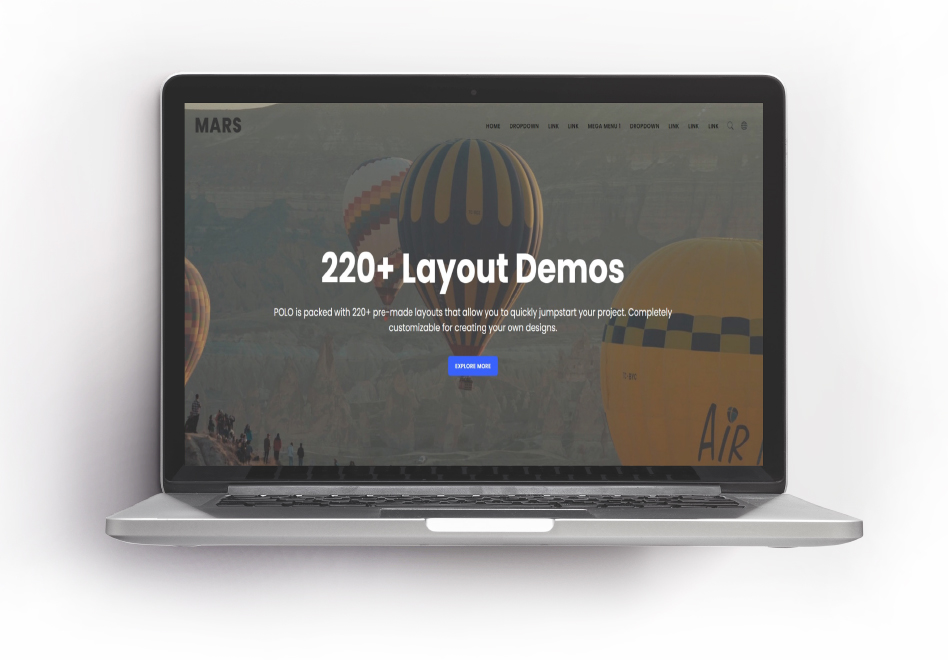 MARS
HOME DROPDOWN LINK LINK MEGA MENU 1 DROPDOWN LINK LINK LINK
220+ Layout Demos
POLO is packed with 220+ pre-made layouts that allow you to quickly jumpstart your project. Completely
customizable for creating your own designs.
EXPLORE MORE
AIR